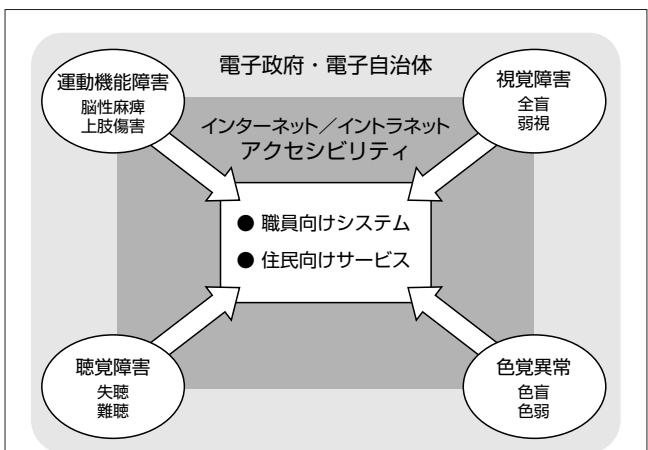 電子政府・電子自治体
運動機能障害
脳性麻痺
上肢傷害
視覚障害
全盲
弱視
インターネット／イントラネット
アクセシビリティ
● 職員向けシステム
● 住民向けサービス
聴覚障害
失聴
難聴
色覚異常
色盲
色弱